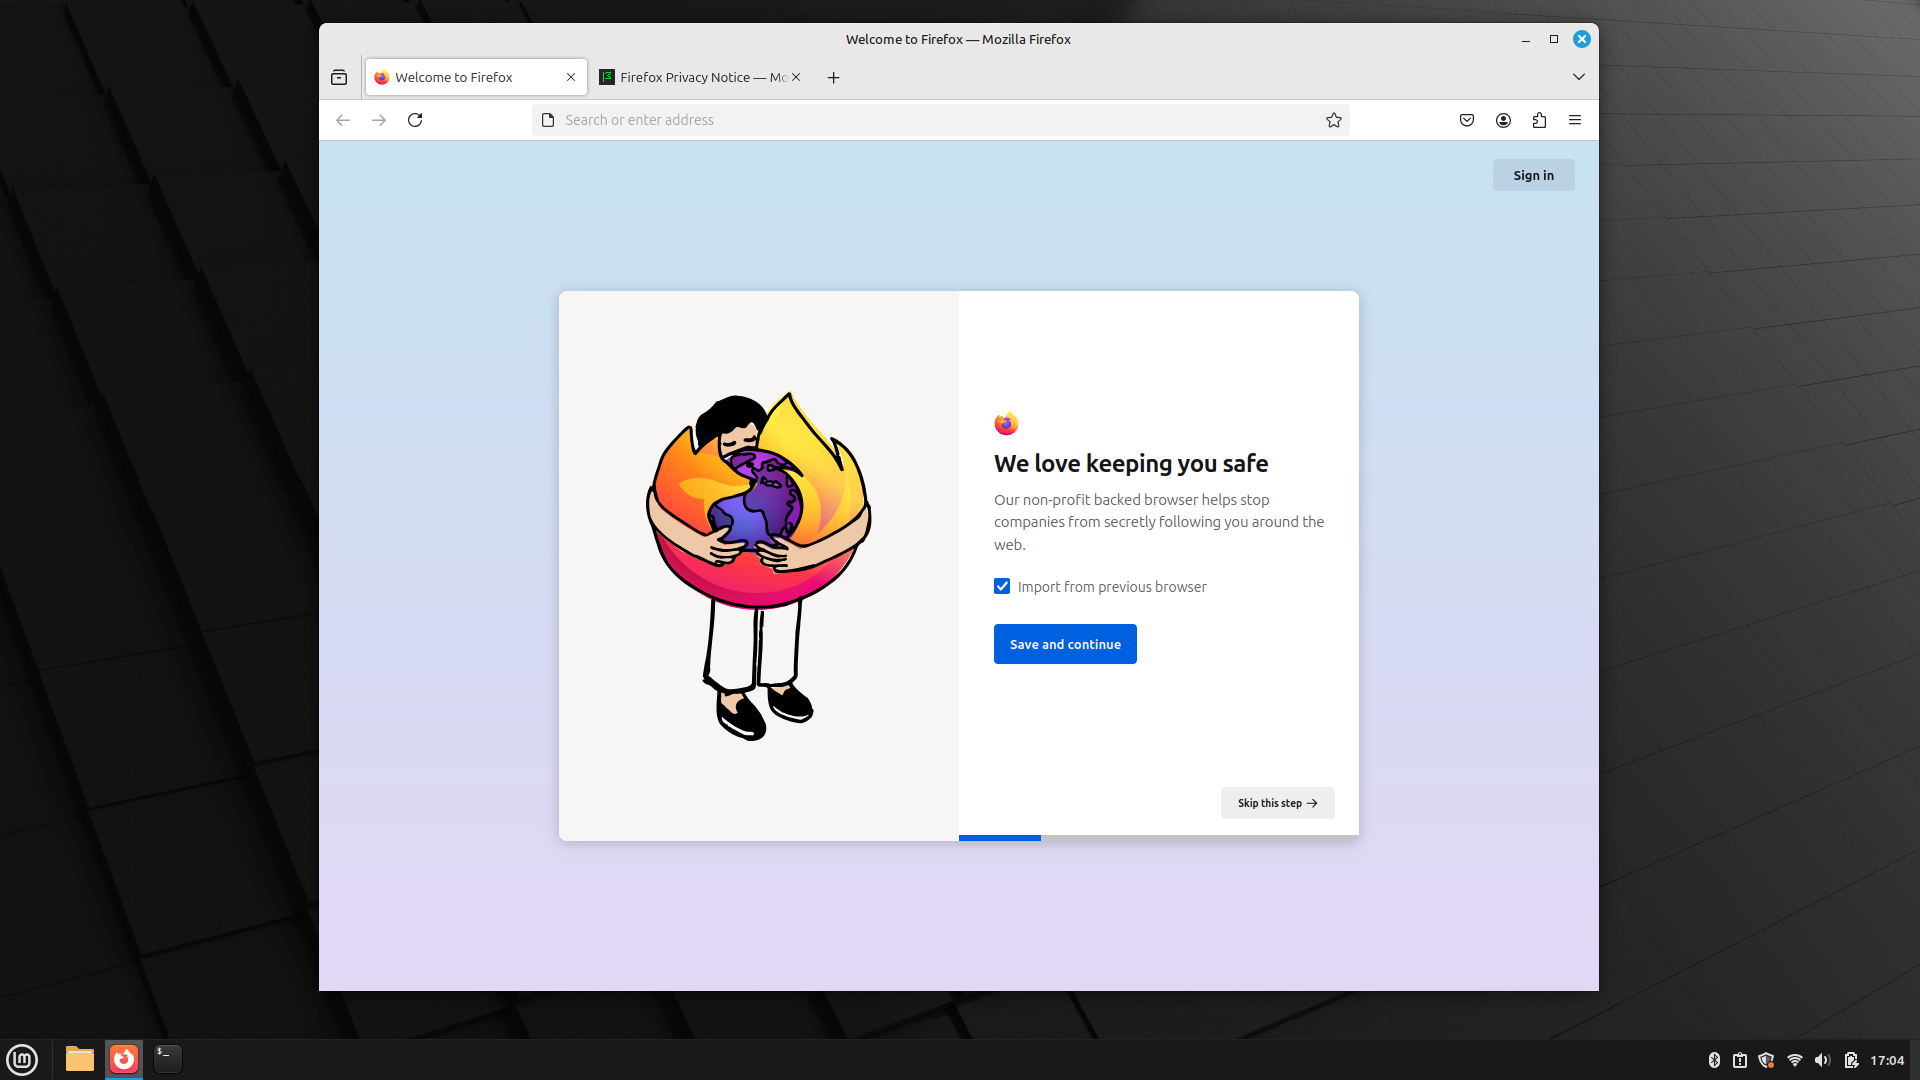 Welcome to Firefox — Mozilla Firefox
Welcome to Firefox
Firefox Privacy Notice — Mo
Search or enter address
Sign in
We love keeping you safe
Our non-profit backed browser helps stop
companies from secretly following you around the
web.
Import from previous browser
Save and continue
Skip this step
$_
17:04